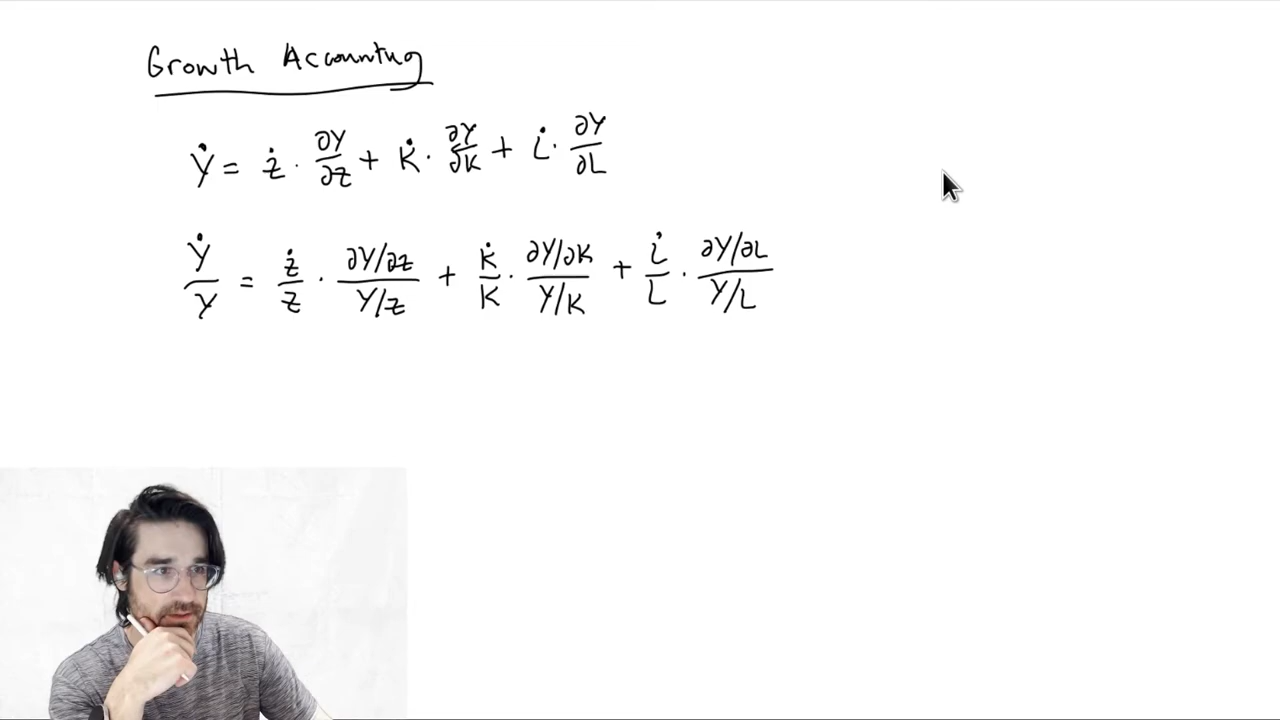 Growth Accounting
Ẏ = ż · ∂Y/∂z + K̇ · ∂Y/∂K + L̇ · ∂Y/∂L
Ẏ/Y = ż/z · (∂Y/∂z)/(Y/z) + K̇/K · (∂Y/∂K)/(Y/K) + L̇/L · (∂Y/∂L)/(Y/L)